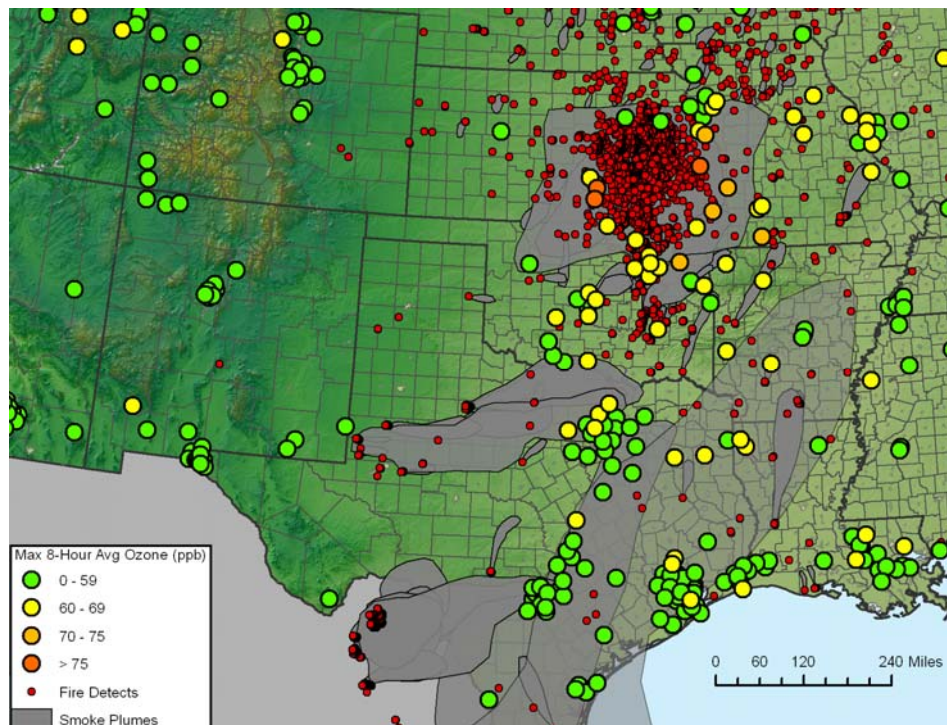 Max 8-Hour Avg Ozone (ppb)
0 - 59
60 - 69
70 - 75
> 75
Fire Detects
Smoke Plumes
0 60 120 240 Miles